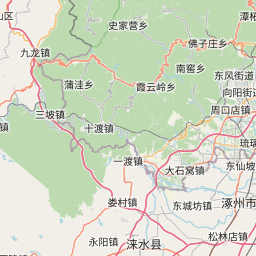 潭柘
史家营乡
山区
佛子庄乡
九龙镇
南窖乡
东风街道
蒲洼乡
霞云岭乡
向阳街道
周口店镇
三坡镇
十渡镇
琉璃
一渡镇
东仙坡
大石窝镇
涿州市
娄村镇
东城坊镇
松林店镇
永阳镇
涞水县